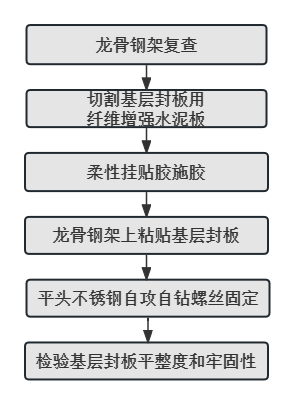 龙骨钢架复查
切割基层封板用
纤维增强水泥板
柔性挂贴胶施胶
龙骨钢架上粘贴基层封板
平头不锈钢自攻自钻螺丝固定
检验基层封板平整度和牢固性